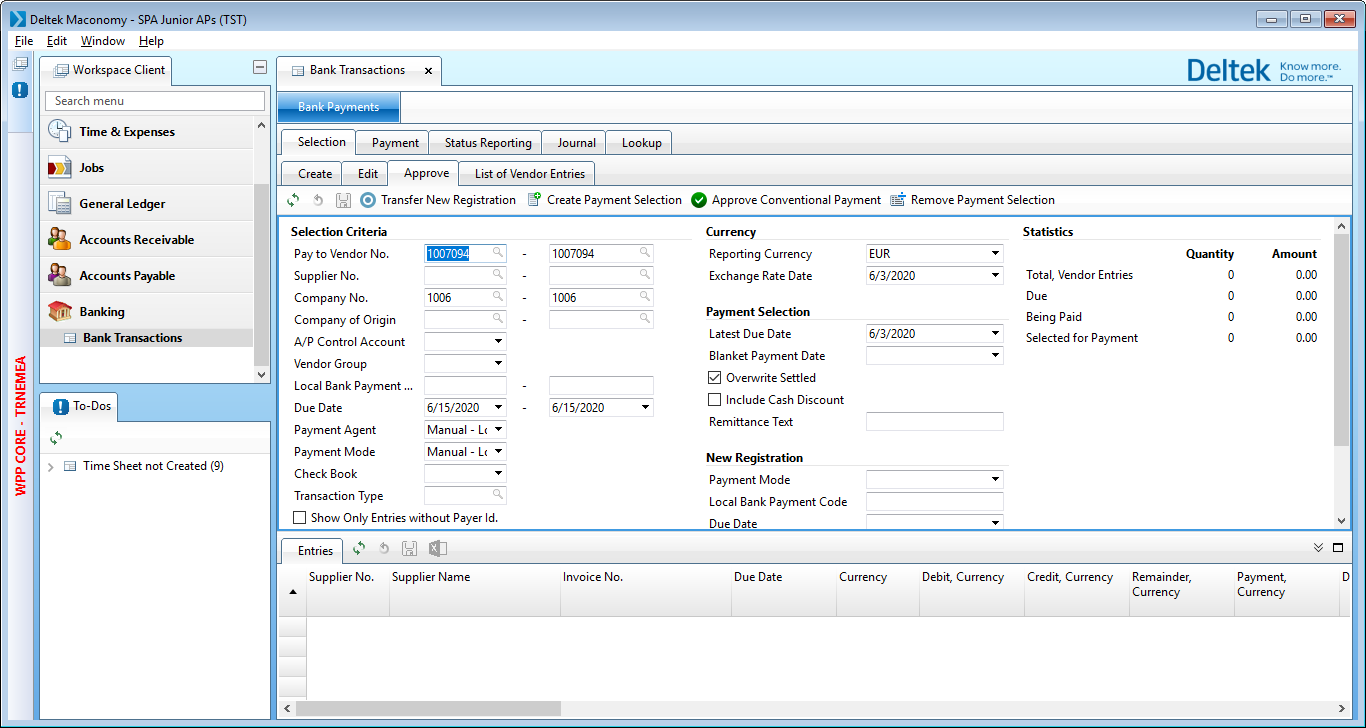 Deltek Maconomy - SPA Junior APs (TST)
File Edit Window Help
Workspace Client
Search menu
Time & Expenses
Jobs
General Ledger
Accounts Receivable
Accounts Payable
Banking
Bank Transactions
To-Dos
Time Sheet not Created (9)
WPP CORE - TRNEMEA
Bank Transactions
Deltek Know more. Do more.™
Bank Payments
Selection Payment Status Reporting Journal Lookup
Create Edit Approve List of Vendor Entries
Transfer New Registration Create Payment Selection Approve Conventional Payment Remove Payment Selection
Selection Criteria
Pay to Vendor No. 1007094 - 1007094
Supplier No. -
Company No. 1006 - 1006
Company of Origin -
A/P Control Account
Vendor Group
Local Bank Payment ... -
Due Date 6/15/2020 - 6/15/2020
Payment Agent Manual - Lo
Payment Mode Manual - Lo
Check Book
Transaction Type
Show Only Entries without Payer Id.
Currency
Reporting Currency EUR
Exchange Rate Date 6/3/2020
Payment Selection
Latest Due Date 6/3/2020
Blanket Payment Date
Overwrite Settled
Include Cash Discount
Remittance Text
New Registration
Payment Mode
Local Bank Payment Code
Due Date
Statistics
Quantity Amount
Total, Vendor Entries 0 0.00
Due 0 0.00
Being Paid 0 0.00
Selected for Payment 0 0.00
Entries
Supplier No. Supplier Name Invoice No. Due Date Currency Debit, Currency Credit, Currency Remainder, Currency Payment, Currency D